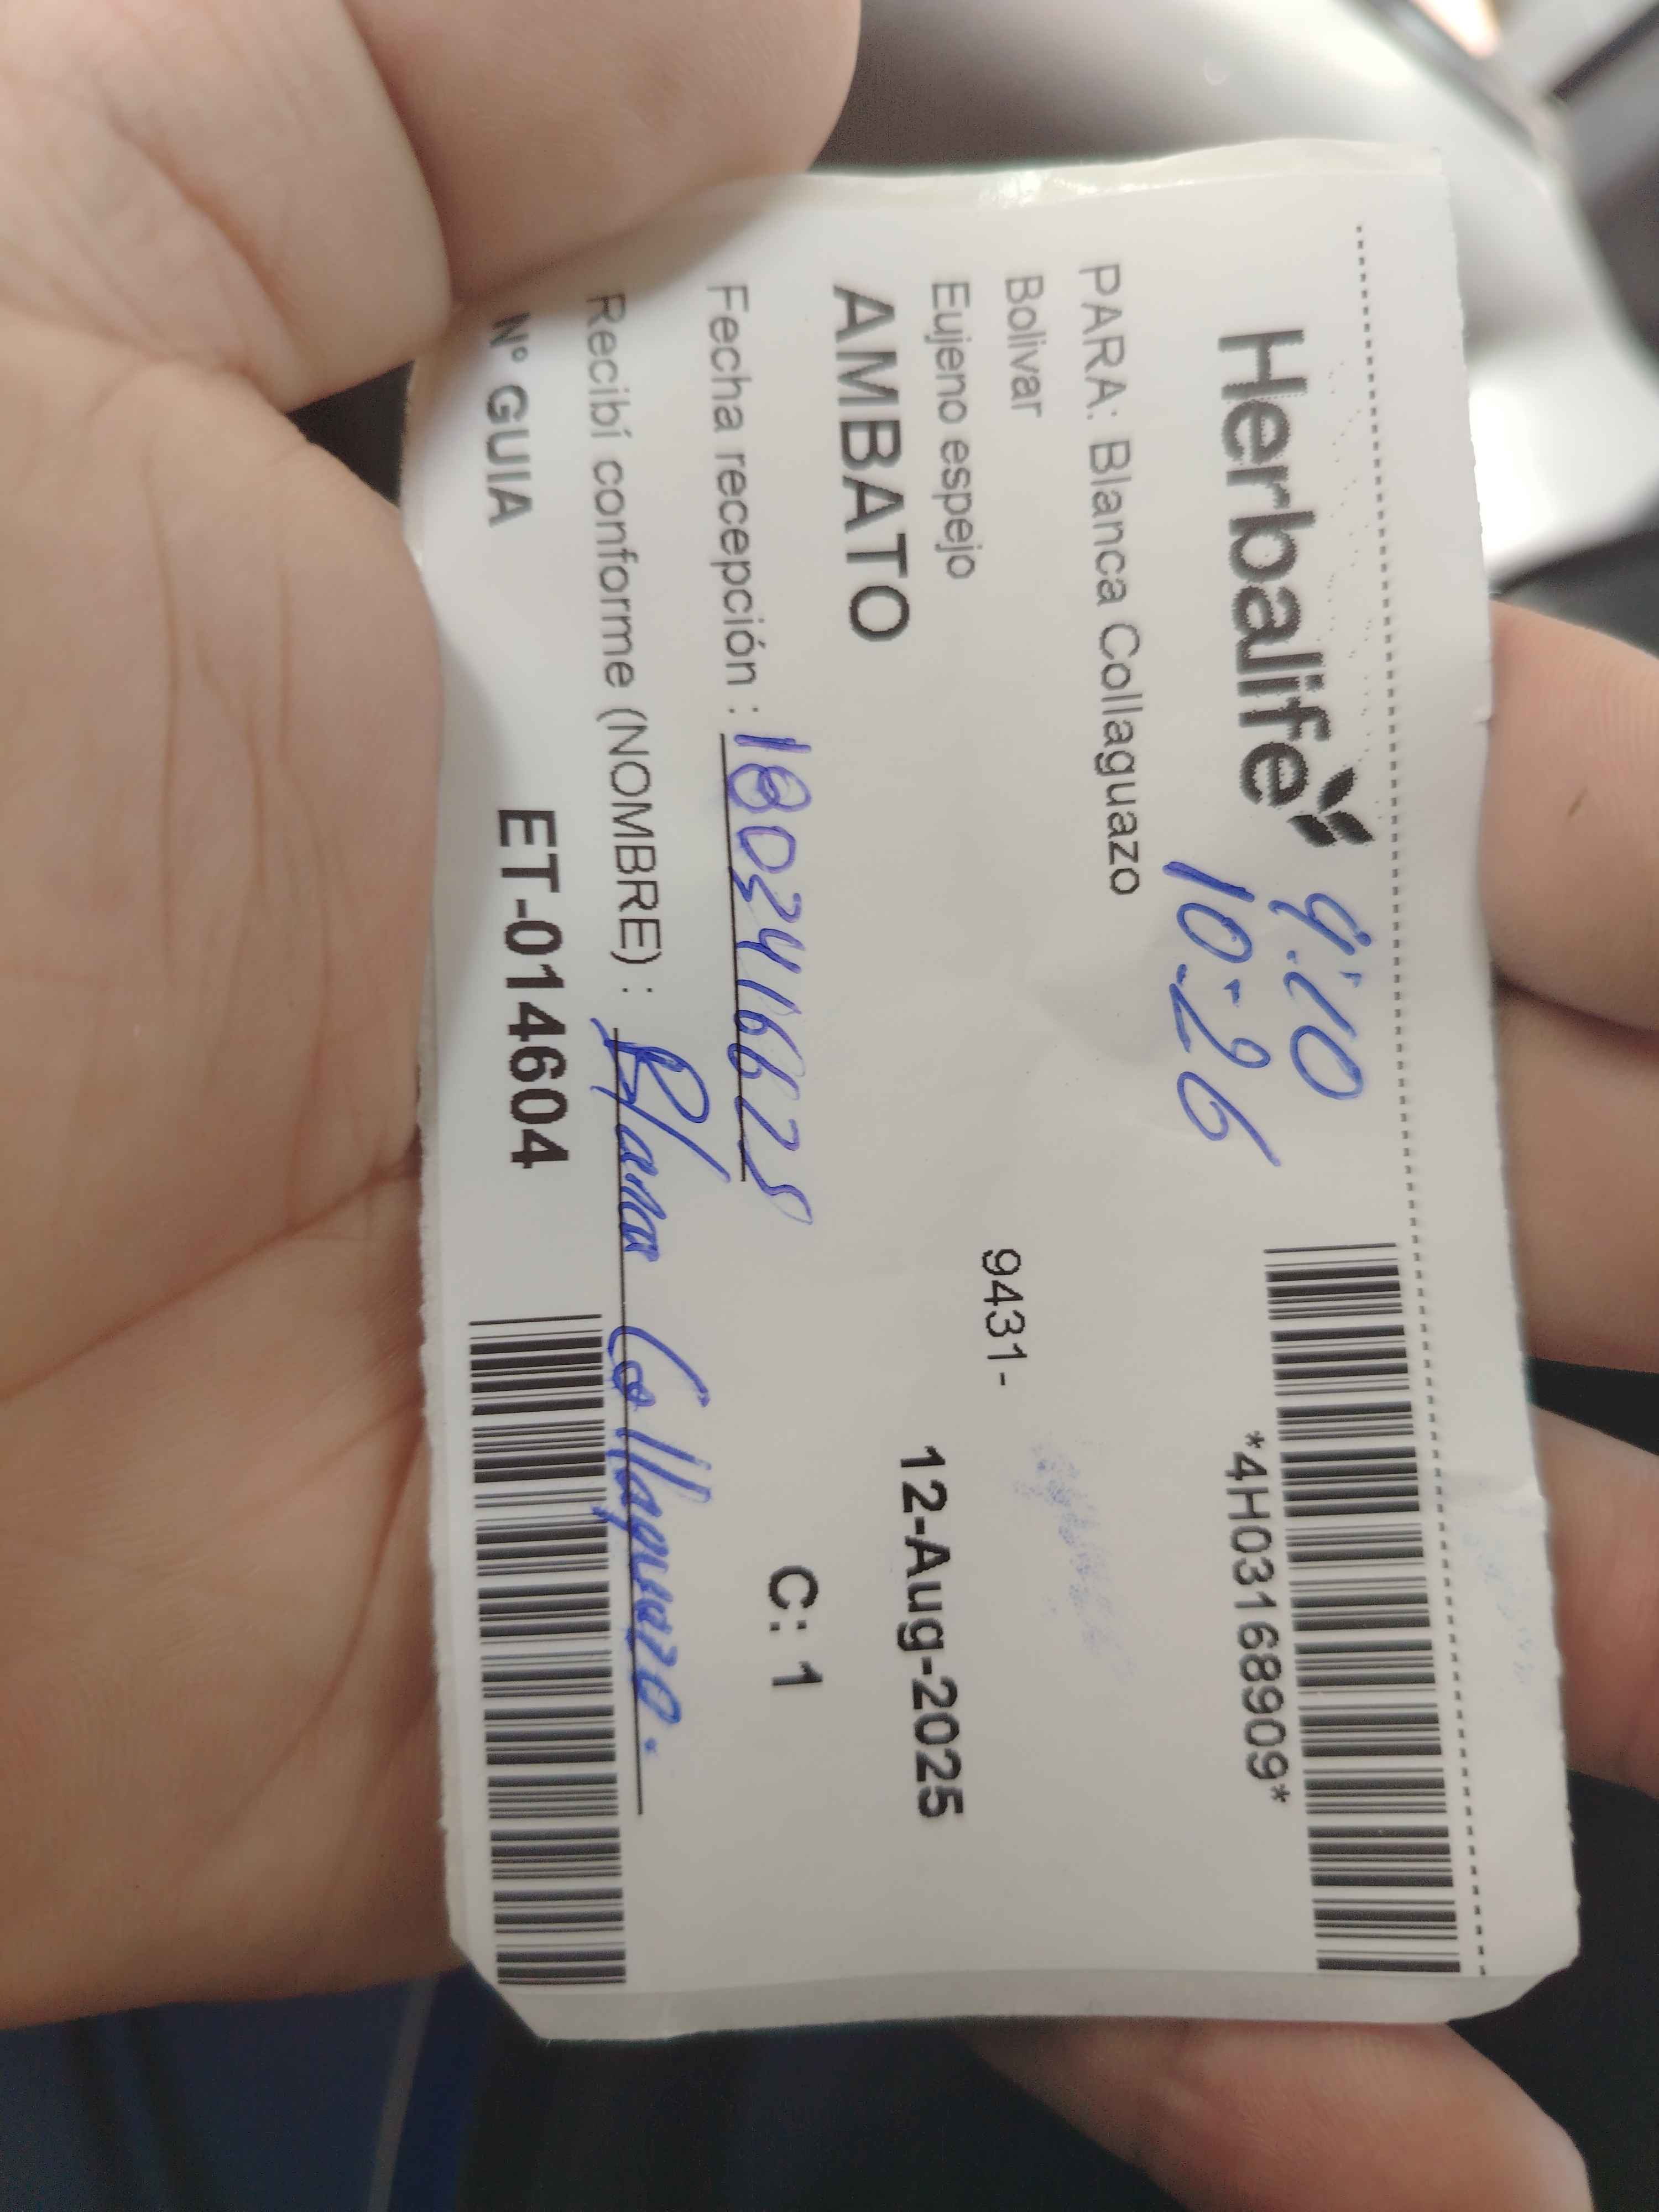 Herbalife 9:10
10:26
*4H03168909*
PARA: Blanca Collaguazo
Bolivar
9431-
Eujeno espejo
12-Aug-2025
AMBATO
C: 1
Fecha recepción :
Recibí conforme (NOMBRE) : Blanca Collaguazo.
N° GUIA ET-014604